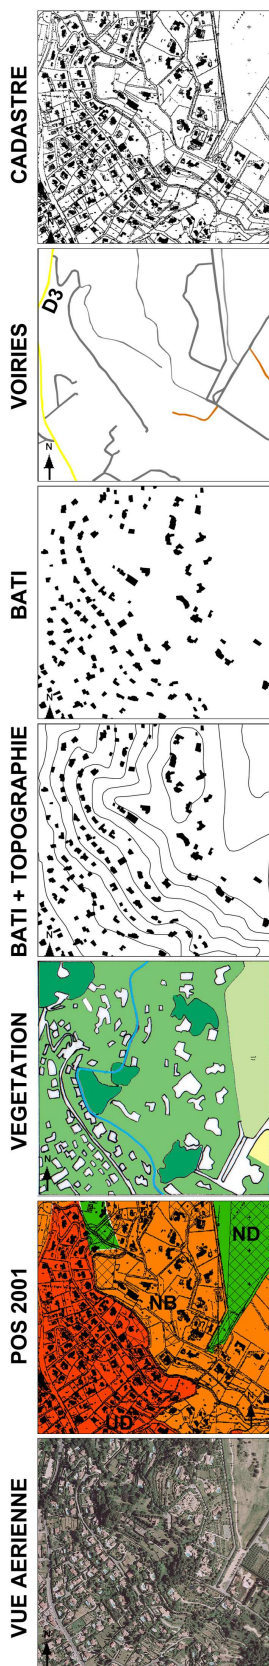 CADASTRE
VOIRIES
D3
N
BATI
N
BATI + TOPOGRAPHIE
N
VEGETATION
N
POS 2001
ND
NB
UD
VUE AERIENNE
N